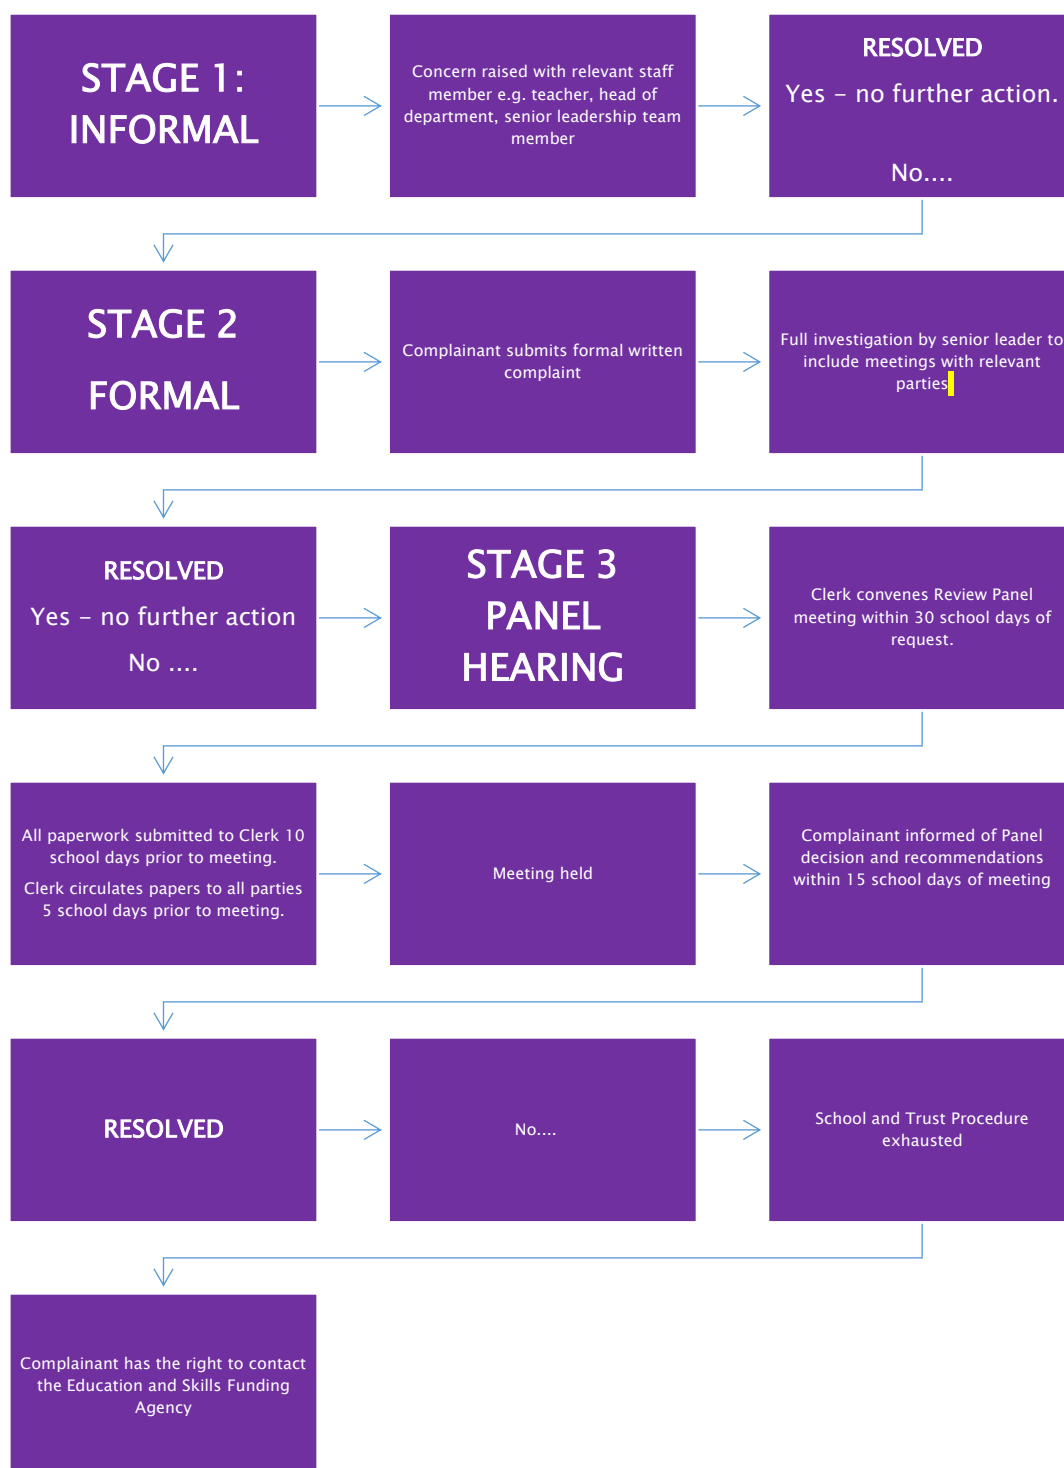 STAGE 1:
INFORMAL
Concern raised with relevant staff
member e.g. teacher, head of
department, senior leadership team
member
RESOLVED
Yes – no further action.
No....
STAGE 2
FORMAL
Complainant submits formal written
complaint
Full investigation by senior leader to
include meetings with relevant
parties
RESOLVED
Yes – no further action
No ....
STAGE 3
PANEL
HEARING
Clerk convenes Review Panel
meeting within 30 school days of
request.
All paperwork submitted to Clerk 10
school days prior to meeting.
Clerk circulates papers to all parties
5 school days prior to meeting.
Meeting held
Complainant informed of Panel
decision and recommendations
within 15 school days of meeting
RESOLVED
No....
School and Trust Procedure
exhausted
Complainant has the right to contact
the Education and Skills Funding
Agency